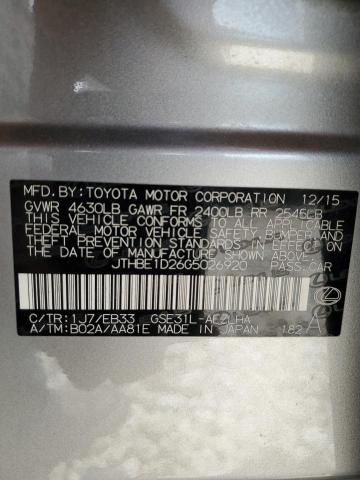 MFD. BY: TOYOTA MOTOR CORPORATION 12/15
GVWR 4630LB GAWR FR 2400LB RR 2545LB
THIS VEHICLE CONFORMS TO ALL APPLICABLE
FEDERAL MOTOR VEHICLE SAFETY, BUMPER, AND
THEFT PREVENTION STANDARDS IN EFFECT ON
THE DATE OF MANUFACTURE SHOWN ABOVE.
JTHBE1D26G5026920 PASS. CAR
C/TR: 1J7/EB33 GSE31L-AEZLHA
A/TM: B02A/AA81E MADE IN JAPAN 182 A